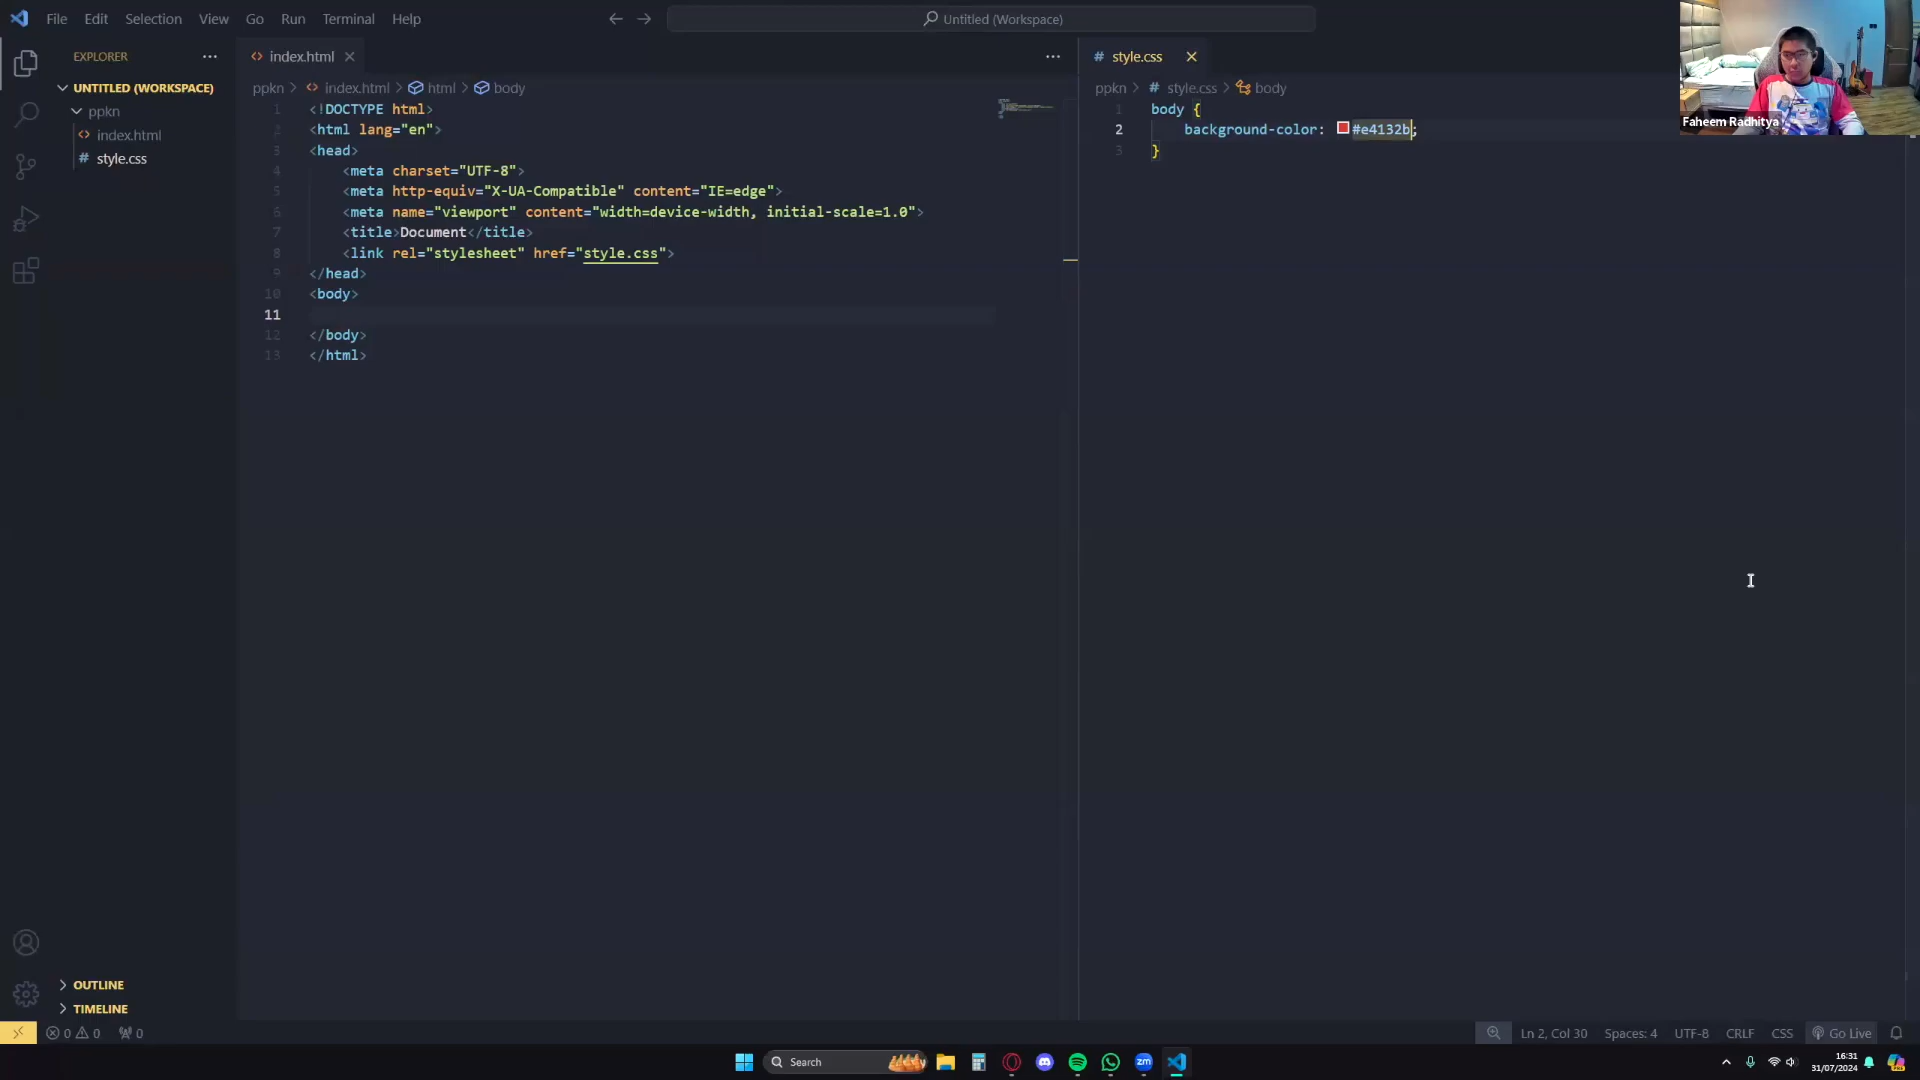 File Edit Selection View Go Run Terminal Help
Untitled (Workspace)
EXPLORER
UNTITLED (WORKSPACE)
ppkn
index.html
style.css
index.html
ppkn > index.html > html > body
1 <!DOCTYPE html>
2 <html lang="en">
3 <head>
4 <meta charset="UTF-8">
5 <meta http-equiv="X-UA-Compatible" content="IE=edge">
6 <meta name="viewport" content="width=device-width, initial-scale=1.0">
7 <title>Document</title>
8 <link rel="stylesheet" href="style.css">
9 </head>
10 <body>
11
12 </body>
13 </html>
# style.css
ppkn > # style.css > body
1 body {
2 background-color: #e4132b;
3 }
Faheem Radhitya
OUTLINE
TIMELINE
0 0 0
Ln 2, Col 30 Spaces: 4 UTF-8 CRLF CSS Go Live
Search
zm
16:31
31/07/2024